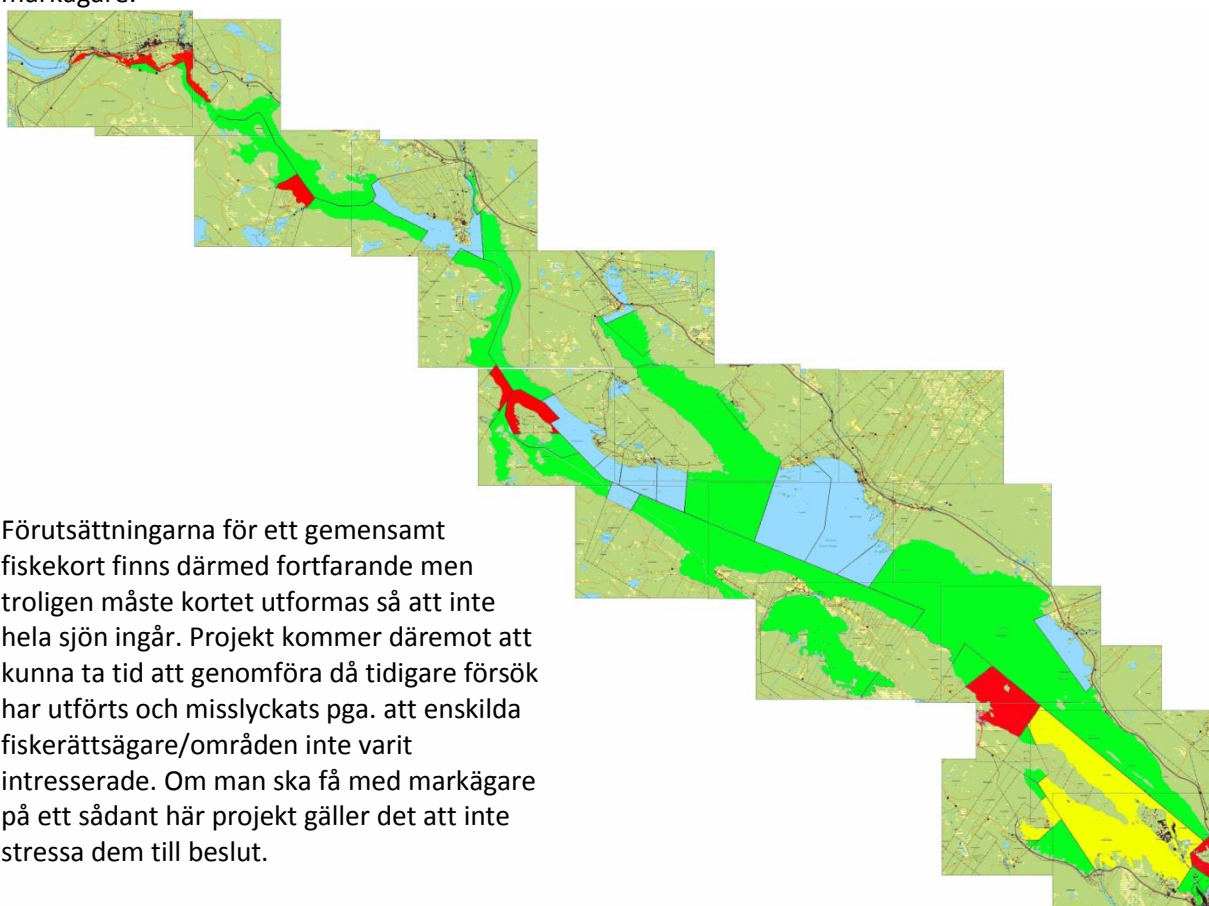 markägare.
Förutsättningarna för ett gemensamt
fiskekort finns därmed fortfarande men
troligen måste kortet utformas så att inte
hela sjön ingår. Projekt kommer däremot att
kunna ta tid att genomföra då tidigare försök
har utförts och misslyckats pga. att enskilda
fiskerättsägare/områden inte varit
intresserade. Om man ska få med markägare
på ett sådant här projekt gäller det att inte
stressa dem till beslut.